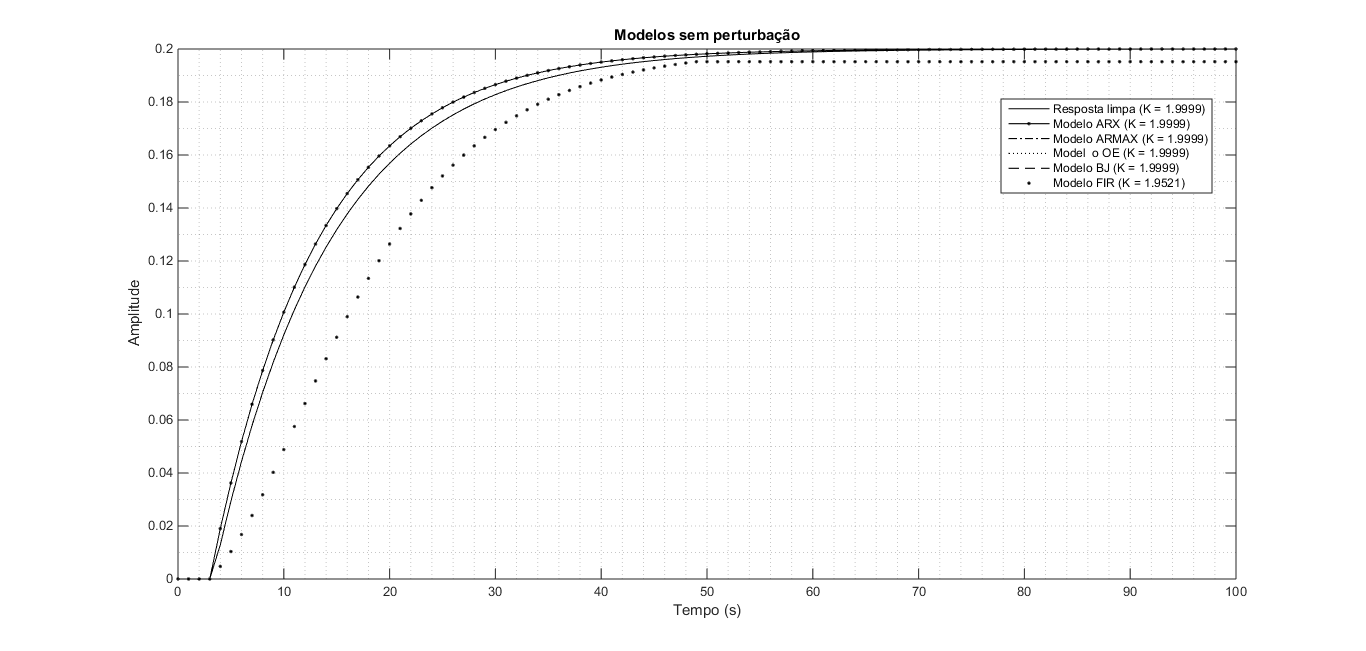 Modelos sem perturbação
0.2
0.18
0.16
0.14
0.12
0.1
0.08
0.06
0.04
0.02
0
Amplitude
Resposta limpa (K = 1.9999)
Modelo ARX (K = 1.9999)
Modelo ARMAX (K = 1.9999)
Model o OE (K = 1.9999)
Modelo BJ (K = 1.9999)
Modelo FIR (K = 1.9521)
0 10 20 30 40 50 60 70 80 90 100
Tempo (s)